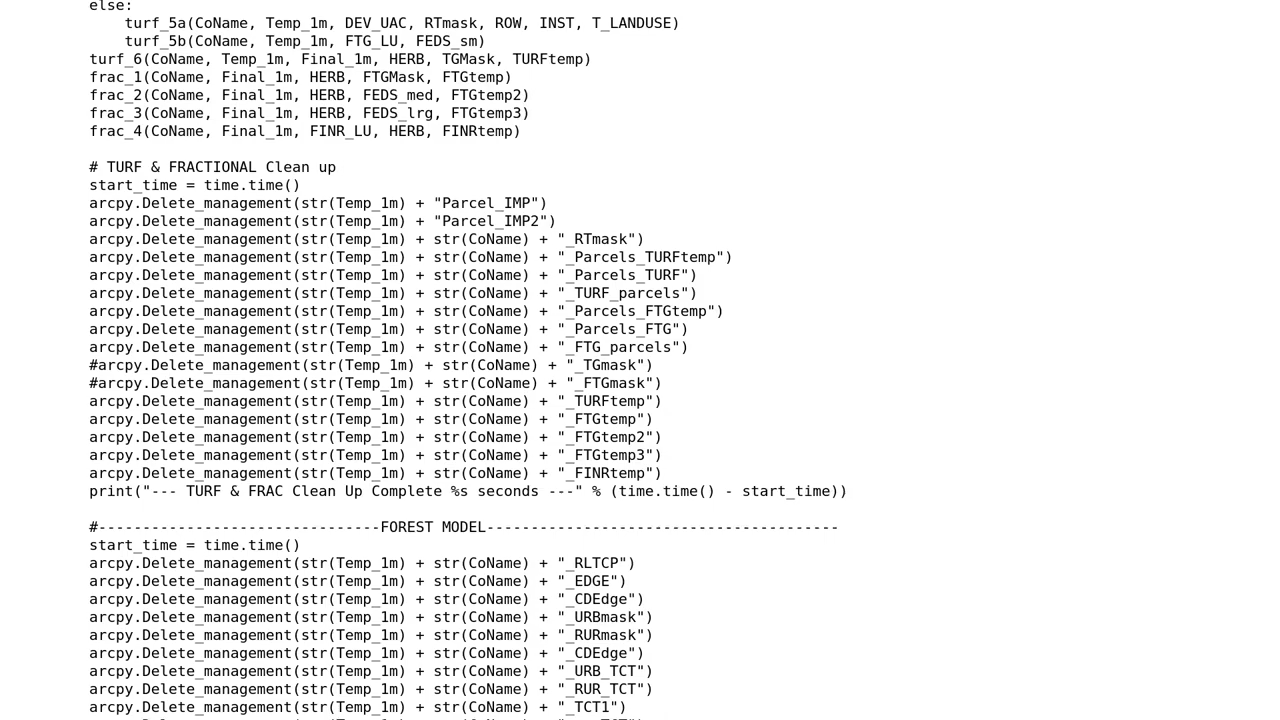 else:
turf_5a(CoName, Temp_1m, DEV_UAC, RTmask, ROW, INST, T_LANDUSE)
turf_5b(CoName, Temp_1m, FTG_LU, FEDS_sm)
turf_6(CoName, Temp_1m, Final_1m, HERB, TGMask, TURFtemp)
frac_1(CoName, Final_1m, HERB, FTGMask, FTGtemp)
frac_2(CoName, Final_1m, HERB, FEDS_med, FTGtemp2)
frac_3(CoName, Final_1m, HERB, FEDS_lrg, FTGtemp3)
frac_4(CoName, Final_1m, FINR_LU, HERB, FINRtemp)
# TURF & FRACTIONAL Clean up
start_time = time.time()
arcpy.Delete_management(str(Temp_1m) + "Parcel_IMP")
arcpy.Delete_management(str(Temp_1m) + "Parcel_IMP2")
arcpy.Delete_management(str(Temp_1m) + str(CoName) + "_RTmask")
arcpy.Delete_management(str(Temp_1m) + str(CoName) + "_Parcels_TURFtemp")
arcpy.Delete_management(str(Temp_1m) + str(CoName) + "_Parcels_TURF")
arcpy.Delete_management(str(Temp_1m) + str(CoName) + "_TURF_parcels")
arcpy.Delete_management(str(Temp_1m) + str(CoName) + "_Parcels_FTGtemp")
arcpy.Delete_management(str(Temp_1m) + str(CoName) + "_Parcels_FTG")
arcpy.Delete_management(str(Temp_1m) + str(CoName) + "_FTG_parcels")
#arcpy.Delete_management(str(Temp_1m) + str(CoName) + "_TGmask")
#arcpy.Delete_management(str(Temp_1m) + str(CoName) + "_FTGmask")
arcpy.Delete_management(str(Temp_1m) + str(CoName) + "_TURFtemp")
arcpy.Delete_management(str(Temp_1m) + str(CoName) + "_FTGtemp")
arcpy.Delete_management(str(Temp_1m) + str(CoName) + "_FTGtemp2")
arcpy.Delete_management(str(Temp_1m) + str(CoName) + "_FTGtemp3")
arcpy.Delete_management(str(Temp_1m) + str(CoName) + "_FINRtemp")
print("--- TURF & FRAC Clean Up Complete %s seconds ---" % (time.time() - start_time))
#--------------------------------FOREST MODEL----------------------------------------
start_time = time.time()
arcpy.Delete_management(str(Temp_1m) + str(CoName) + "_RLTCP")
arcpy.Delete_management(str(Temp_1m) + str(CoName) + "_EDGE")
arcpy.Delete_management(str(Temp_1m) + str(CoName) + "_CDEdge")
arcpy.Delete_management(str(Temp_1m) + str(CoName) + "_URBmask")
arcpy.Delete_management(str(Temp_1m) + str(CoName) + "_RURmask")
arcpy.Delete_management(str(Temp_1m) + str(CoName) + "_CDEdge")
arcpy.Delete_management(str(Temp_1m) + str(CoName) + "_URB_TCT")
arcpy.Delete_management(str(Temp_1m) + str(CoName) + "_RUR_TCT")
arcpy.Delete_management(str(Temp_1m) + str(CoName) + "_TCT1")